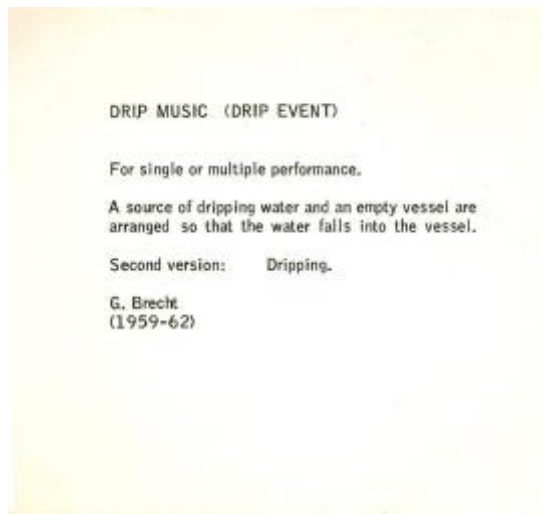 DRIP MUSIC (DRIP EVENT)
For single or multiple performance.
A source of dripping water and an empty vessel are
arranged so that the water falls into the vessel.
Second version: Dripping.
G. Brecht
(1959-62)